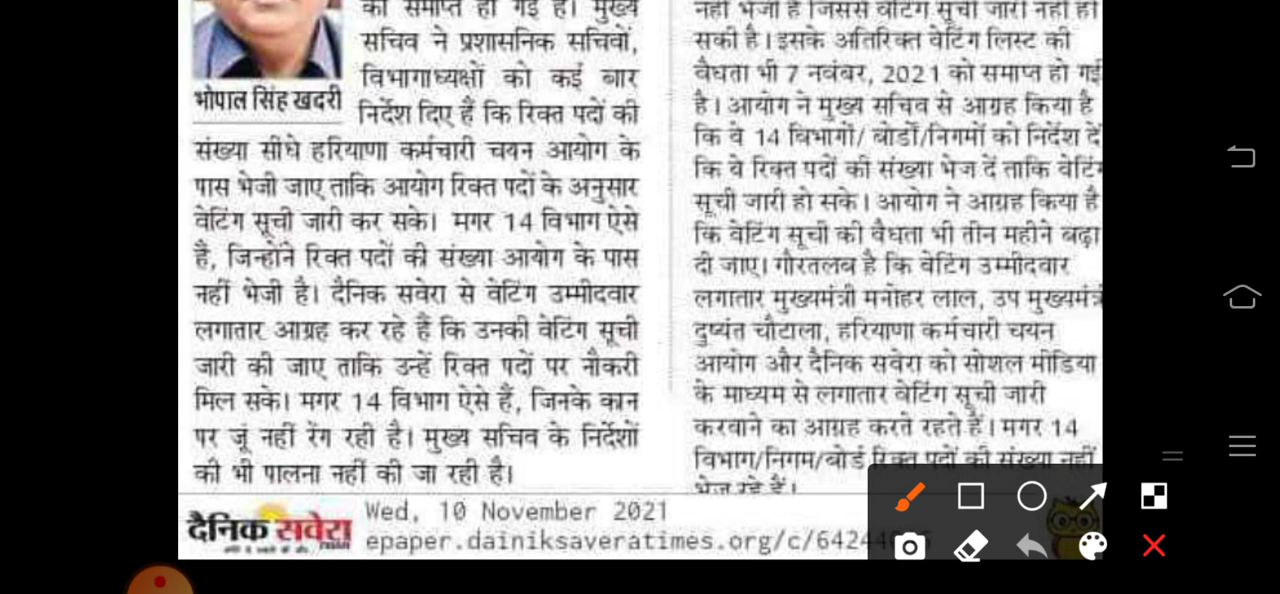 को समाप्त हो गई है। मुख्य
सचिव ने प्रशासनिक सचिवों,
विभागाध्यक्षों को कई बार
निर्देश दिए हैं कि रिक्त पदों की
भोपाल सिंह खदरी
संख्या सीधे हरियाणा कर्मचारी चयन आयोग के
पास भेजी जाए ताकि आयोग रिक्त पदों के अनुसार
वेटिंग सूची जारी कर सके। मगर 14 विभाग ऐसे
हैं, जिन्होंने रिक्त पदों की संख्या आयोग के पास
नहीं भेजी है। दैनिक सवेरा से वेटिंग उम्मीदवार
लगातार आग्रह कर रहे हैं कि उनकी वेटिंग सूची
जारी की जाए ताकि उन्हें रिक्त पदों पर नौकरी
मिल सके। मगर 14 विभाग ऐसे हैं, जिनके कान
पर जूं नहीं रेंग रही है। मुख्य सचिव के निर्देशों
की भी पालना नहीं की जा रही है।
नहीं भेजी है जिससे वेटिंग सूची जारी नहीं हो
सकी है। इसके अतिरिक्त वेटिंग लिस्ट की
वैधता भी 7 नवंबर, 2021 को समाप्त हो गई
है। आयोग ने मुख्य सचिव से आग्रह किया है
कि वे 14 विभागों/ बोर्डों/निगमों को निर्देश दें
कि वे रिक्त पदों की संख्या भेज दें ताकि वेटिंग
सूची जारी हो सके। आयोग ने आग्रह किया है
कि वेटिंग सूची की वैधता भी तीन महीने बढ़ा
दी जाए। गौरतलब है कि वेटिंग उम्मीदवार
लगातार मुख्यमंत्री मनोहर लाल, उप मुख्यमंत्री
दुष्यंत चौटाला, हरियाणा कर्मचारी चयन
आयोग और दैनिक सवेरा को सोशल मीडिया
के माध्यम से लगातार वेटिंग सूची जारी
करवाने का आग्रह करते रहते हैं। मगर 14
विभाग/निगम/बोर्ड रिक्त पदों की संख्या नहीं
भेज रहे हैं।
दैनिक सवेरा
Wed, 10 November 2021
epaper.dainiksaveratimes.org/c/6424